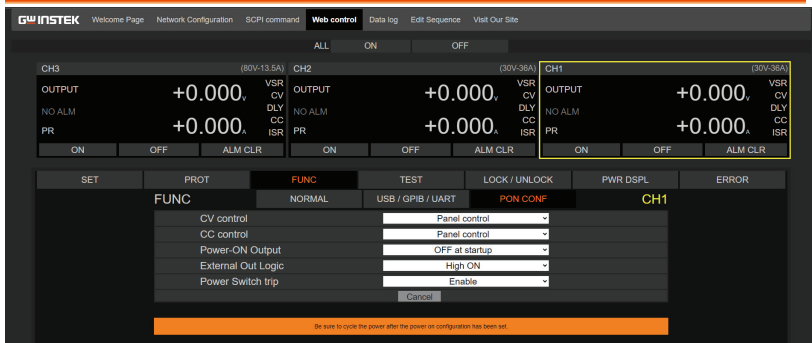 GW INSTEK Welcome Page Network Configuration SCPI command Web control Data log Edit Sequence Visit Our Site
ALL ON OFF
CH3 (80V-13.5A) CH2 (30V-36A) CH1 (30V-36A)
OUTPUT +0.000V VSR CV OUTPUT +0.000V VSR CV OUTPUT +0.000V VSR CV
NO ALM DLY NO ALM DLY NO ALM DLY
PR +0.000A CC ISR PR +0.000A CC ISR PR +0.000A CC ISR
ON OFF ALM CLR ON OFF ALM CLR ON OFF ALM CLR
SET PROT FUNC TEST LOCK / UNLOCK PWR DSPL ERROR
FUNC NORMAL USB / GPIB / UART PON CONF CH1
CV control Panel control
CC control Panel control
Power-ON Output OFF at startup
External Out Logic High ON
Power Switch trip Enable
Cancel
Be sure to cycle the power after the power on configuration has been set.